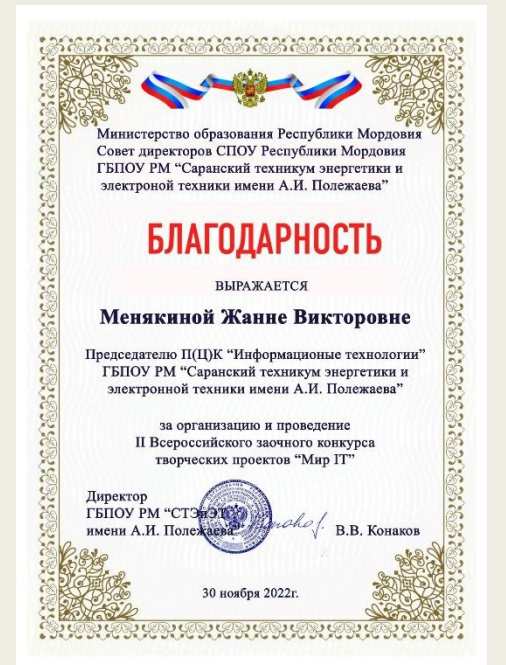 Министерство образования Республики Мордовия
Совет директоров СПОУ Республики Мордовия
ГБПОУ РМ “Саранский техникум энергетики и
электроной техники имени А.И. Полежаева”
БЛАГОДАРНОСТЬ
ВЫРАЖАЕТСЯ
Менякиной Жанне Викторовне
Председателю П(Ц)К “Информационые технологии”
ГБПОУ РМ “Саранский техникум энергетики и
электронной техники имени А.И. Полежаева”
за организацию и проведение
II Всероссийского заочного конкурса
творческих проектов “Мир IT”
Директор
ГБПОУ РМ “СТЭиЭТ
имени А.И. Полежаева”
В.В. Конаков
30 ноября 2022г.